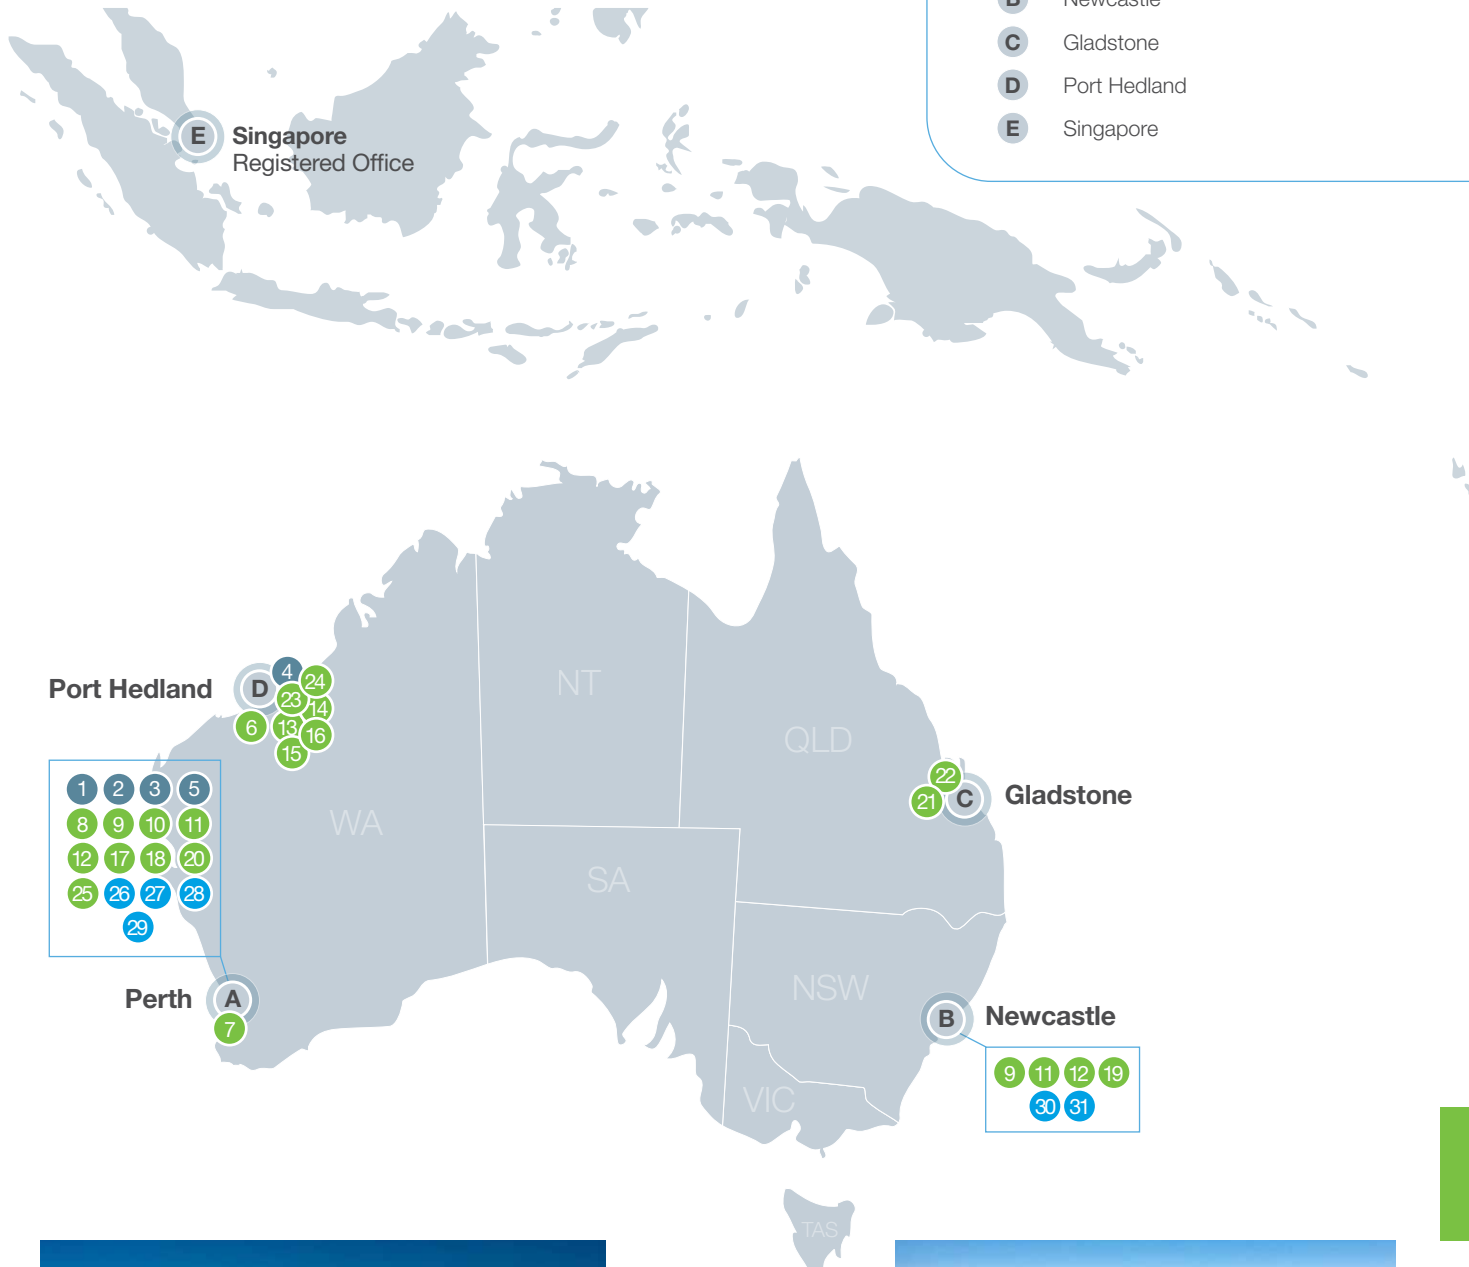 B Newcastle
C Gladstone
D Port Hedland
E Singapore
E Singapore
Registered Office
NT
QLD
WA
SA
NSW
VIC
TAS
Port Hedland D
4
24
23
14
6 13 16
15
22
21 C Gladstone
1 2 3 5
8 9 10 11
12 17 18 20
25 26 27 28
29
Perth A
7
B Newcastle
9 11 12 19
30 31